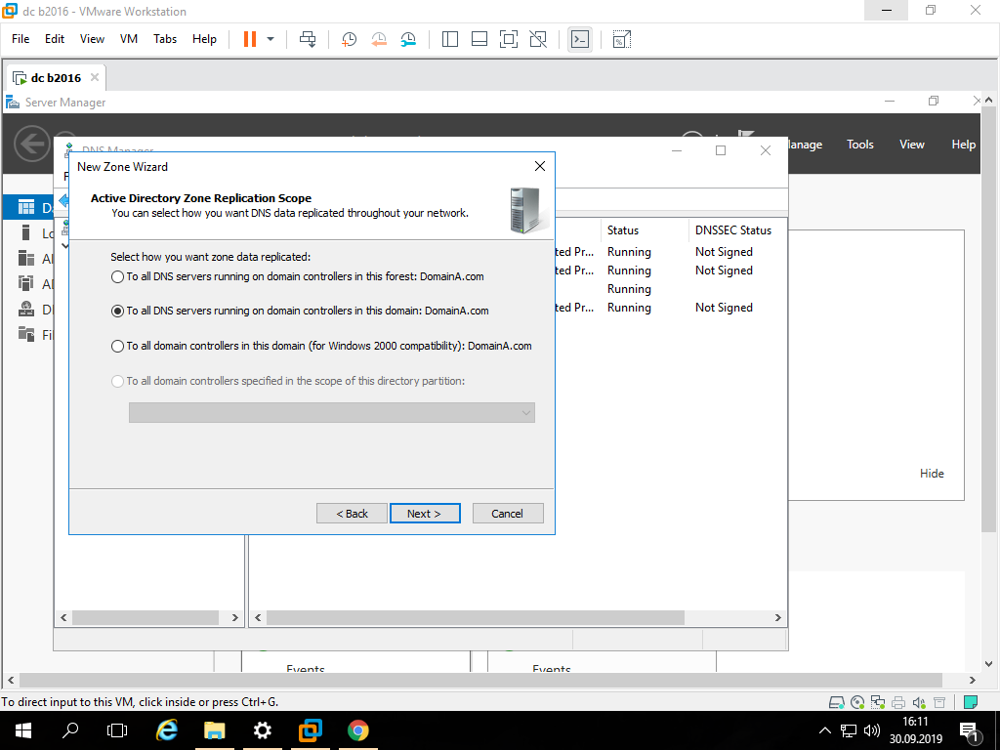 dc b2016 - VMware Workstation
File Edit View VM Tabs Help
dc b2016
Server Manager
Manage Tools View Help
DNS Manager
New Zone Wizard
Active Directory Zone Replication Scope
You can select how you want DNS data replicated throughout your network.
Select how you want zone data replicated:
To all DNS servers running on domain controllers in this forest: DomainA.com
To all DNS servers running on domain controllers in this domain: DomainA.com
To all domain controllers in this domain (for Windows 2000 compatibility): DomainA.com
To all domain controllers specified in the scope of this directory partition:
< Back Next > Cancel
Status DNSSEC Status
ted Pr... Running Not Signed
ted Pr... Running Not Signed
Running
ted Pr... Running Not Signed
Hide
Events Events
To direct input to this VM, click inside or press Ctrl+G.
16:11
30.09.2019
1